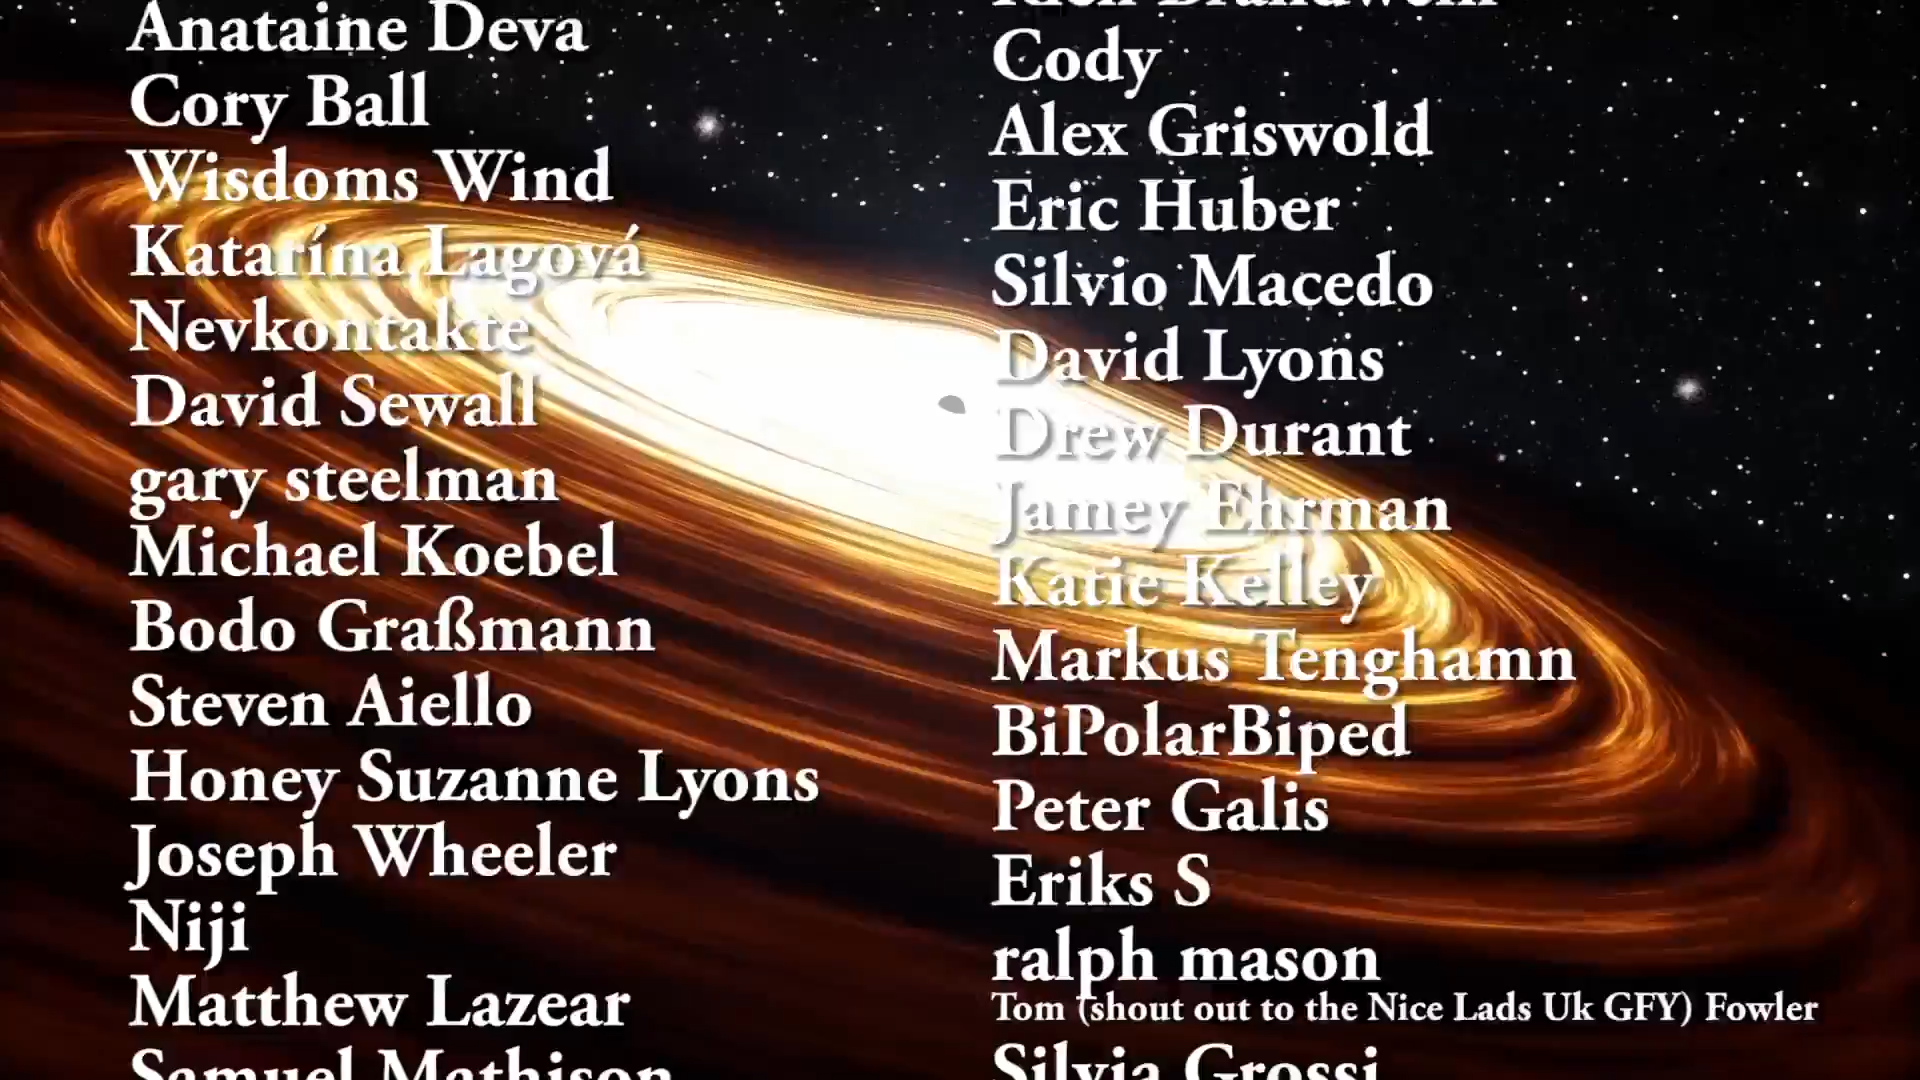 Anataine Deva
Cory Ball
Wisdoms Wind
Katarína Lagová
Nevkontakte
David Sewall
gary steelman
Michael Koebel
Bodo Graßmann
Steven Aiello
Honey Suzanne Lyons
Joseph Wheeler
Niji
Matthew Lazear
Samuel Mathison
Cody
Alex Griswold
Eric Huber
Silvio Macedo
David Lyons
Drew Durant
Jamey Ehrman
Katie Kelley
Markus Tenghamn
BiPolarBiped
Peter Galis
Eriks S
ralph mason
Tom (shout out to the Nice Lads Uk GFY) Fowler
Silvia Grossi